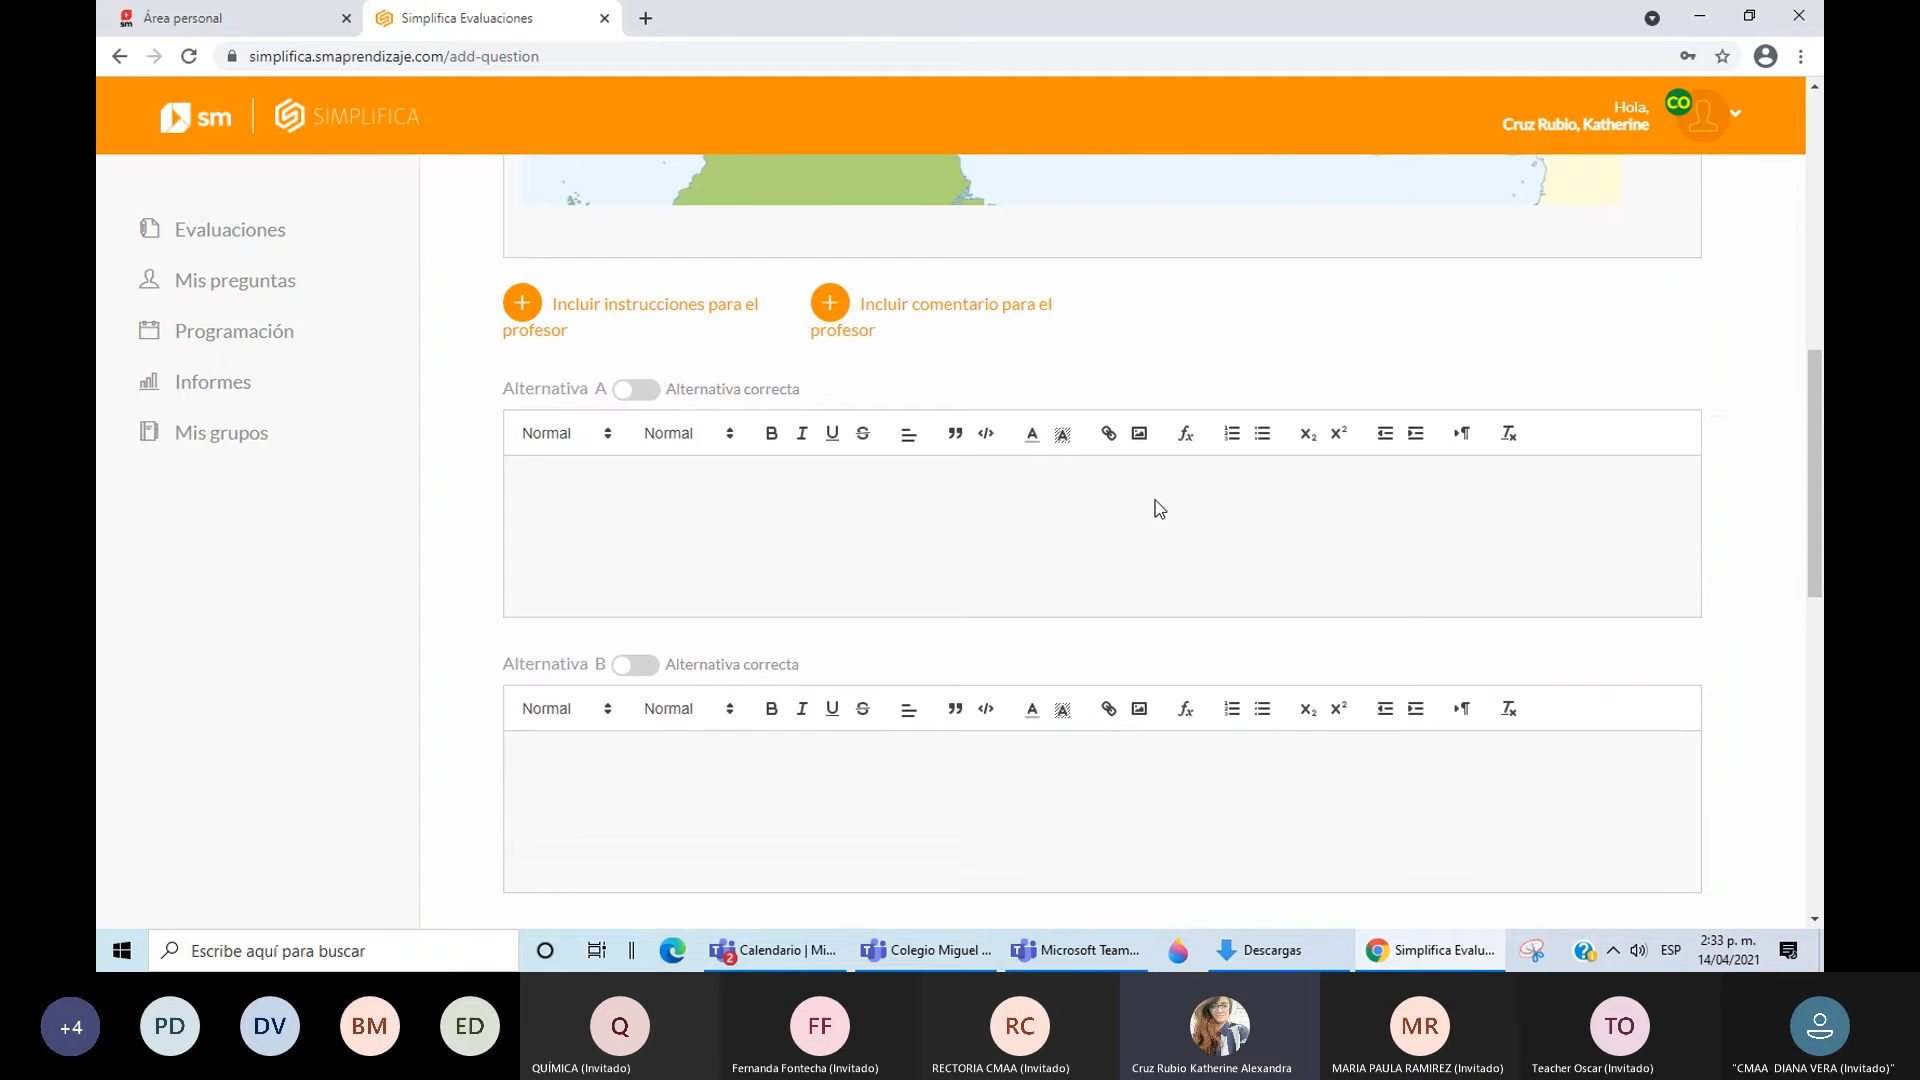 sm
Área personal
Simplifica Evaluaciones
simplifica.smaprendizaje.com/add-question
sm
SIMPLIFICA
Hola,
Cruz Rubio, Katherine
CO
Evaluaciones
Mis preguntas
Programación
Informes
Mis grupos
Incluir instrucciones para el
profesor
Incluir comentario para el
profesor
Alternativa A
Alternativa correcta
Normal
Normal
Alternativa B
Alternativa correcta
Normal
Normal
Escribe aquí para buscar
2
Calendario | Mi...
Colegio Miguel ...
Microsoft Team...
Descargas
Simplifica Evalu...
ESP
2:33 p. m.
14/04/2021
+4
PD
DV
BM
ED
Q
QUÍMICA (Invitado)
FF
Fernanda Fontecha (Invitado)
RC
RECTORIA CMAA (Invitado)
Cruz Rubio Katherine Alexandra
MR
MARIA PAULA RAMIREZ (Invitado)
TO
Teacher Oscar (Invitado)
"CMAA DIANA VERA (Invitado)"